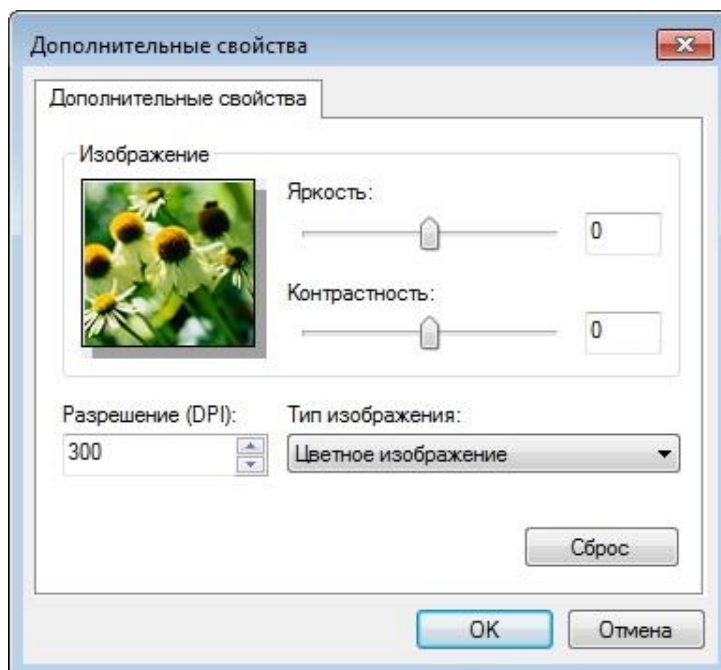 Дополнительные свойства
Дополнительные свойства
Изображение
Яркость:
0
Контрастность:
0
Разрешение (DPI):
Тип изображения:
300
Цветное изображение
Сброс
OK
Отмена